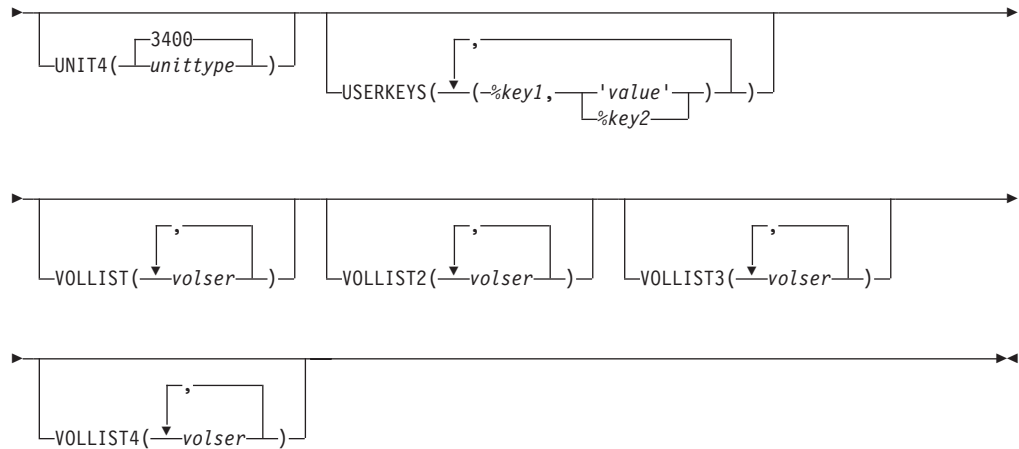 3400
UNIT4( unittype )
,
USERKEYS( (%key1, 'value' ) )
%key2
,
VOLLIST( volser )
,
VOLLIST2( volser )
,
VOLLIST3( volser )
,
VOLLIST4( volser )